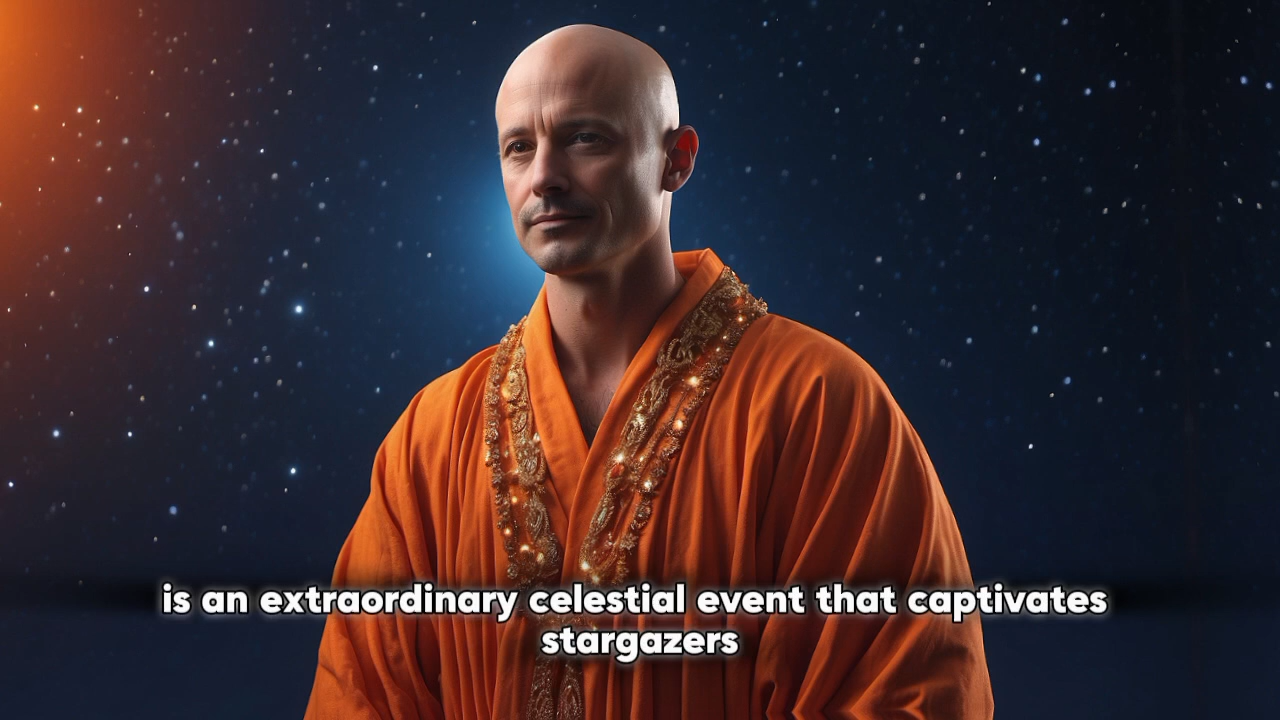 is an extraordinary celestial event that captivates
stargazers